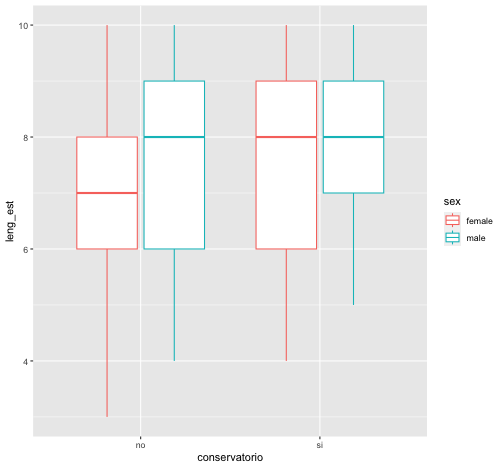 10
8
6
4
leng_est
no
si
conservatorio
sex
female
male